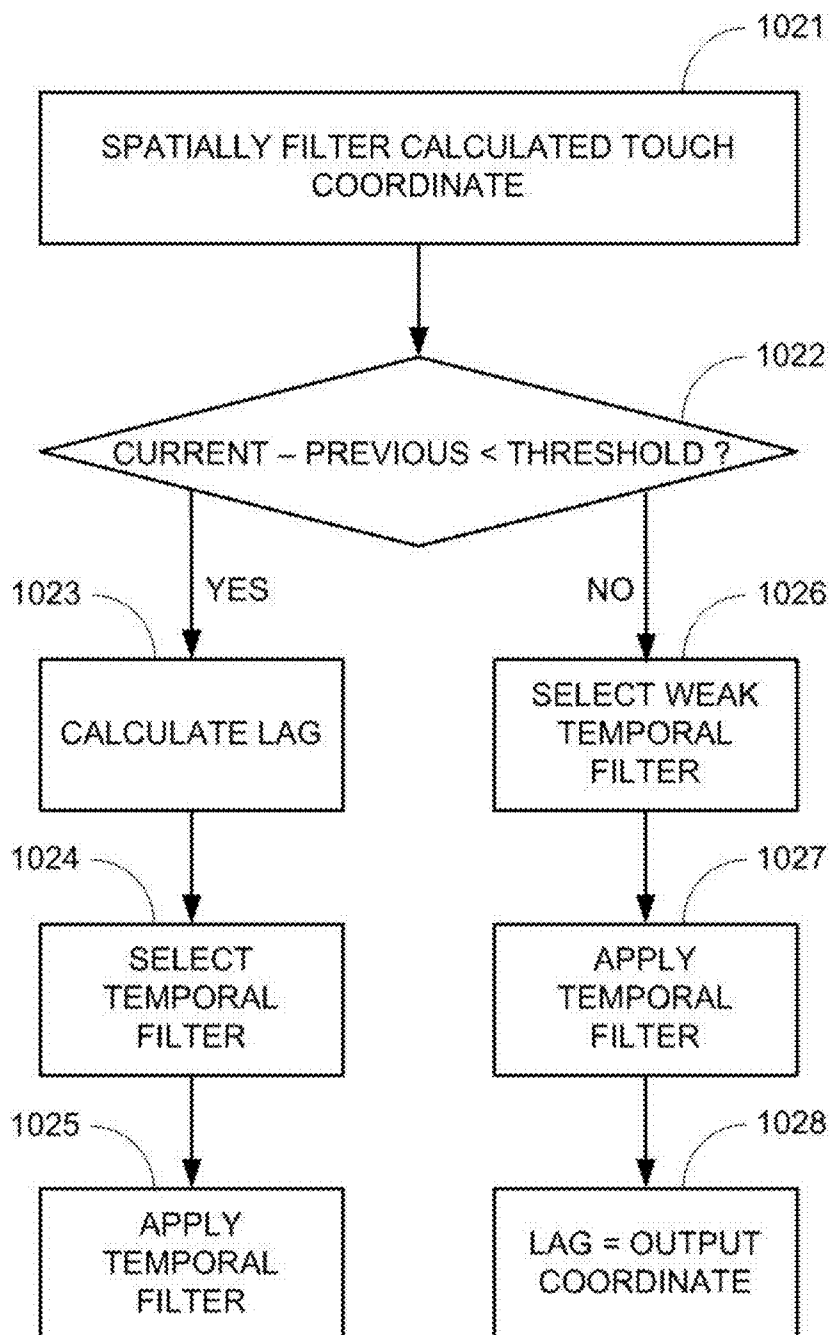 1021
SPATIALLY FILTER CALCULATED TOUCH
COORDINATE
1022
CURRENT – PREVIOUS < THRESHOLD ?
YES
NO
1023
CALCULATE LAG
1026
SELECT WEAK
TEMPORAL
FILTER
1024
SELECT
TEMPORAL
FILTER
1027
APPLY
TEMPORAL
FILTER
1025
APPLY
TEMPORAL
FILTER
1028
LAG = OUTPUT
COORDINATE